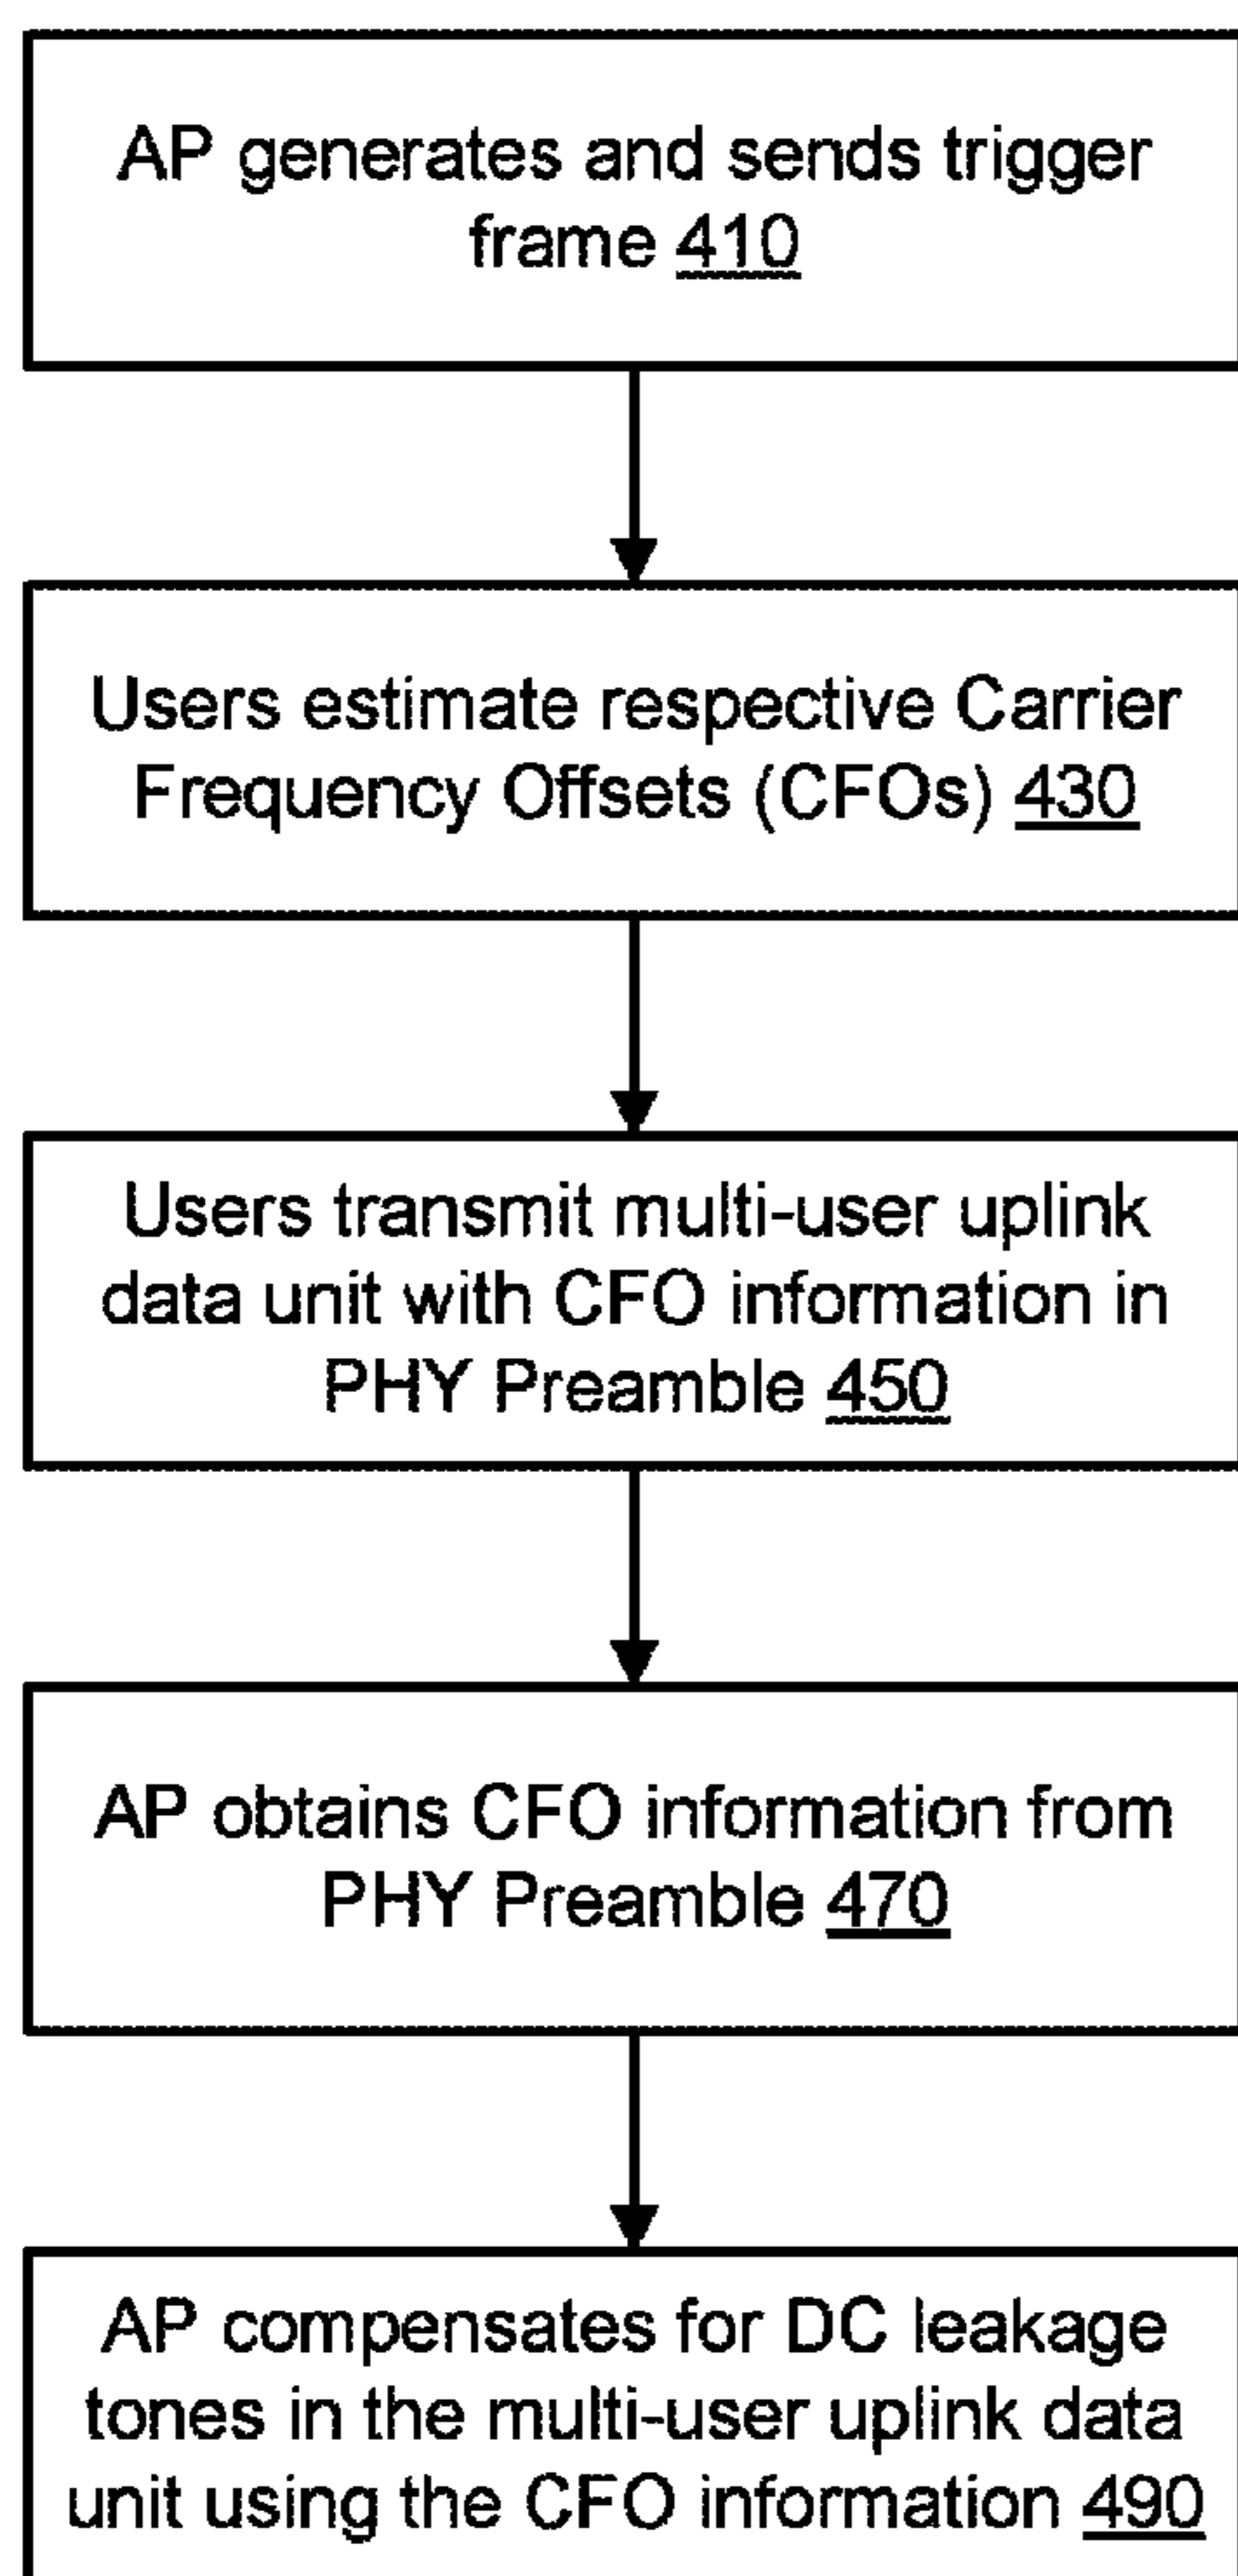 AP generates and sends trigger
frame 410
Users estimate respective Carrier
Frequency Offsets (CFOs) 430
Users transmit multi-user uplink
data unit with CFO information in
PHY Preamble 450
AP obtains CFO information from
PHY Preamble 470
AP compensates for DC leakage
tones in the multi-user uplink data
unit using the CFO information 490